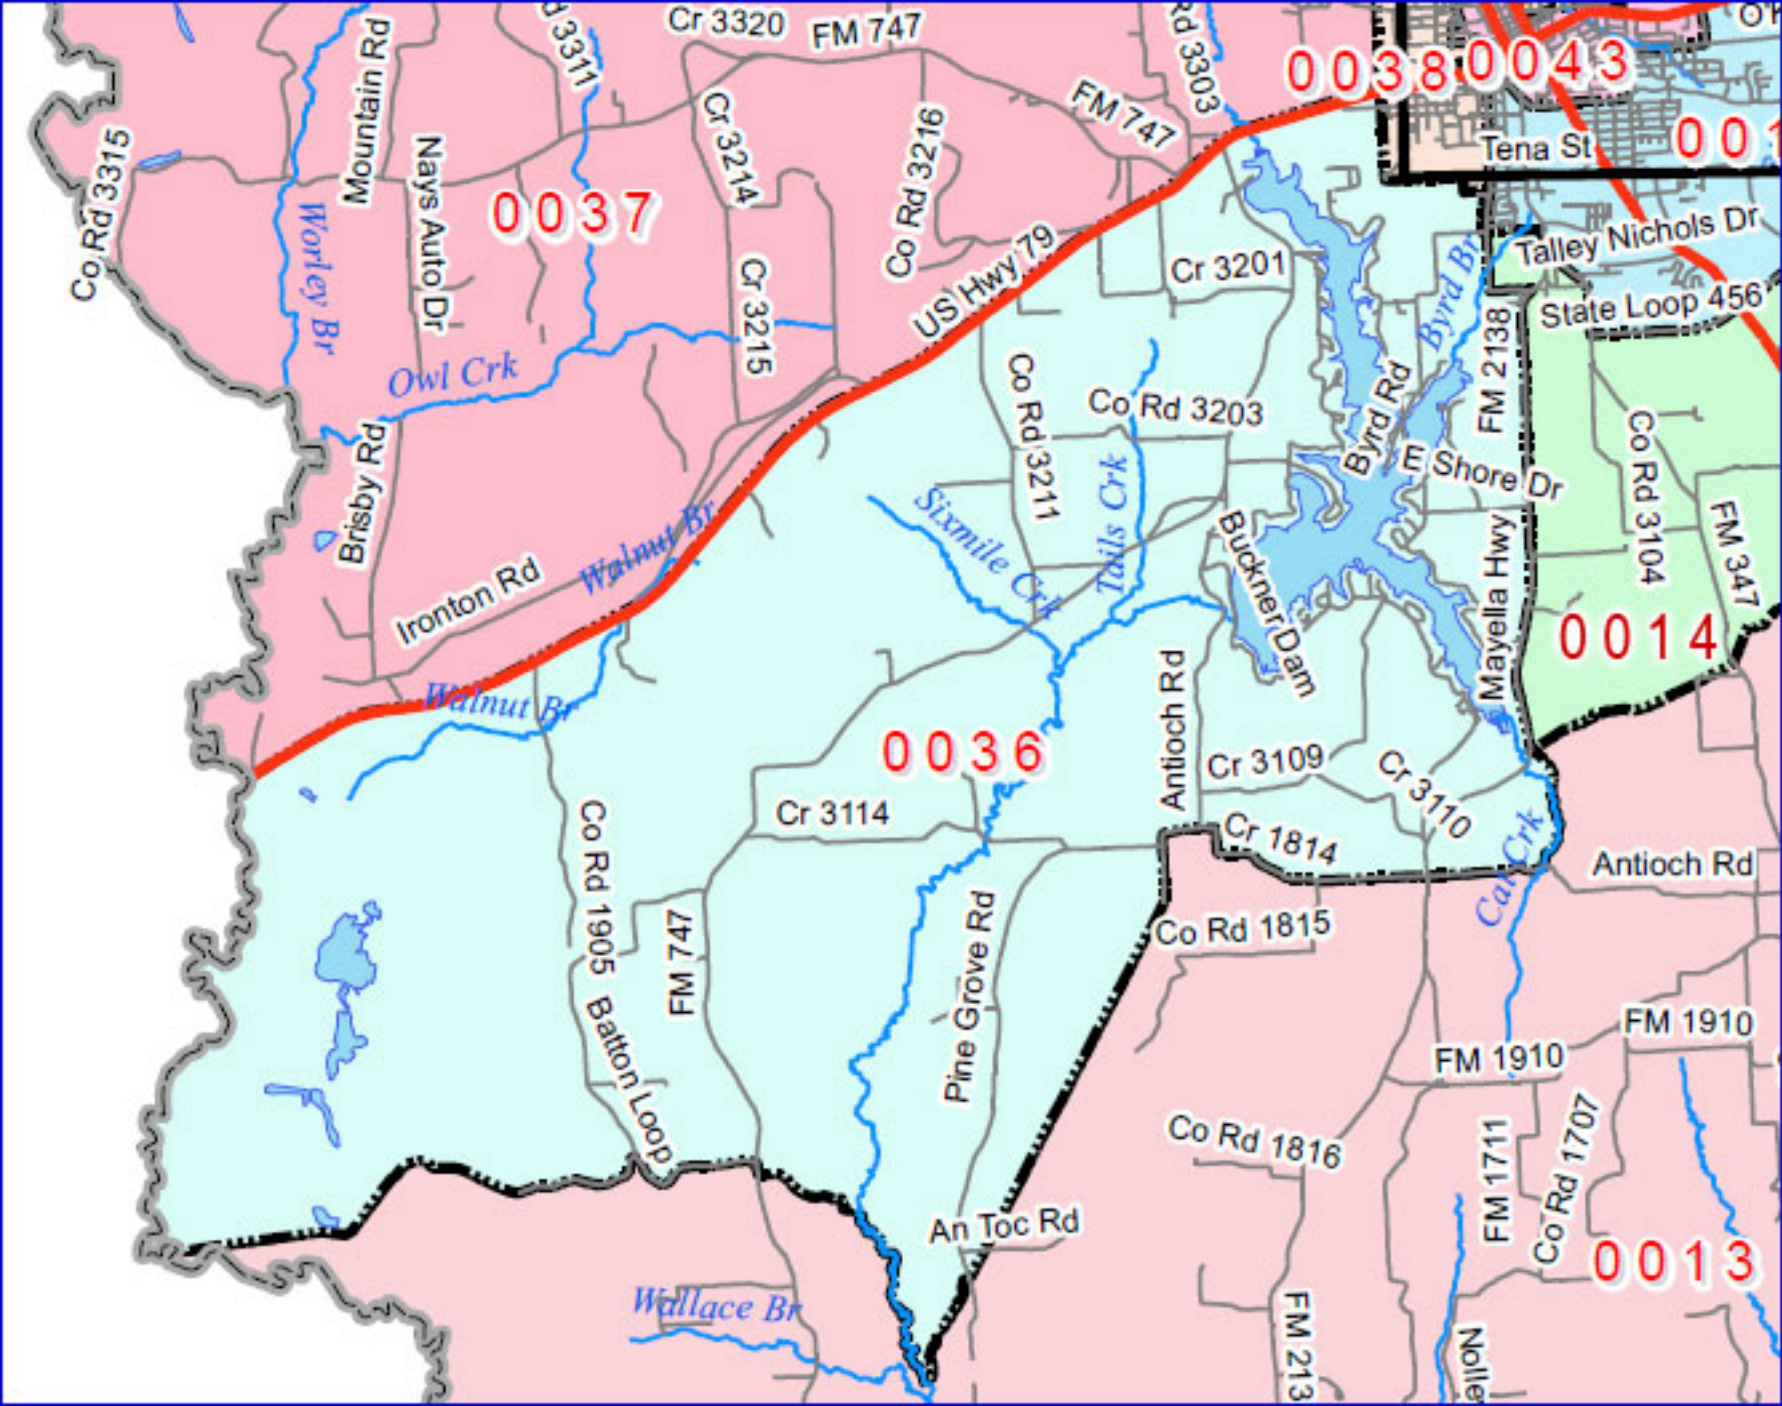 Cr 3320
FM 747
0038
0043
Co Rd 3315
Mountain Rd
Nays Auto Dr
Worley Br
0037
Cr 3214
Cr 3215
Co Rd 3216
FM 747
Tena St
Talley Nichols Dr
State Loop 456
US Hwy 79
Cr 3201
Byrd Br
FM 2138
Owl Crk
Brisby Rd
Ironton Rd
Walnut Br
Walnut Br
Co Rd 3211
Co Rd 3203
Tails Crk
Sixmile Crk
Byrd Rd
E Shore Dr
Buckner Dam
Mayella Hwy
Co Rd 3104
FM 347
0014
0036
Antioch Rd
Cr 3109
Cr 3110
Cr 3114
Cr 1814
Antioch Rd
Co Rd 1905
FM 747
Pine Grove Rd
Co Rd 1815
Batton Loop
FM 1910
FM 1910
Co Rd 1816
FM 1711
Co Rd 1707
An Toc Rd
0013
Wallace Br
FM 213